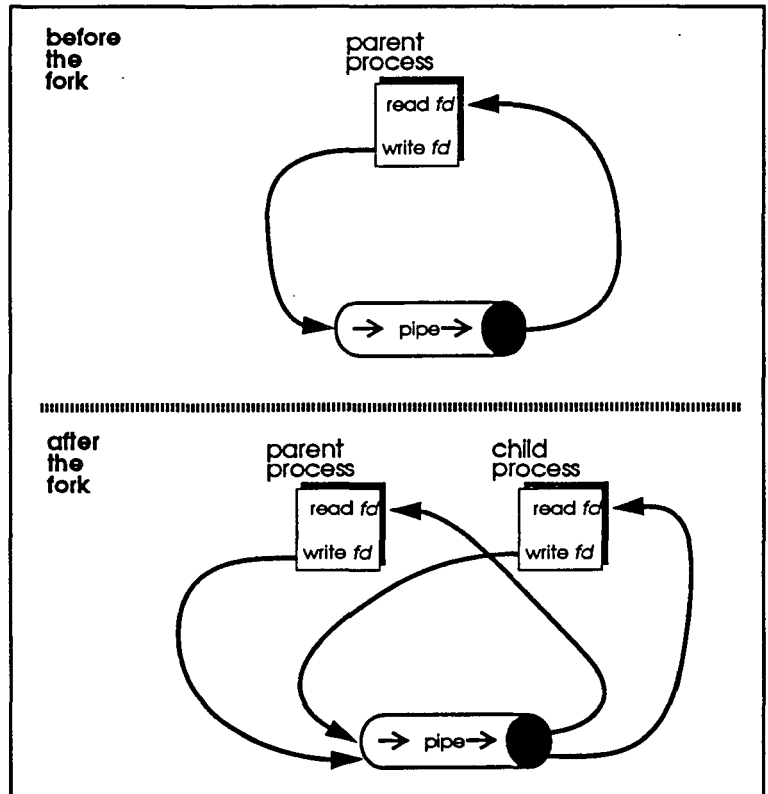 before
the
fork
parent
process
read fd
write fd
→ pipe→
after
the
fork
parent
process
child
process
read fd
write fd
read fd
write fd
→ pipe→